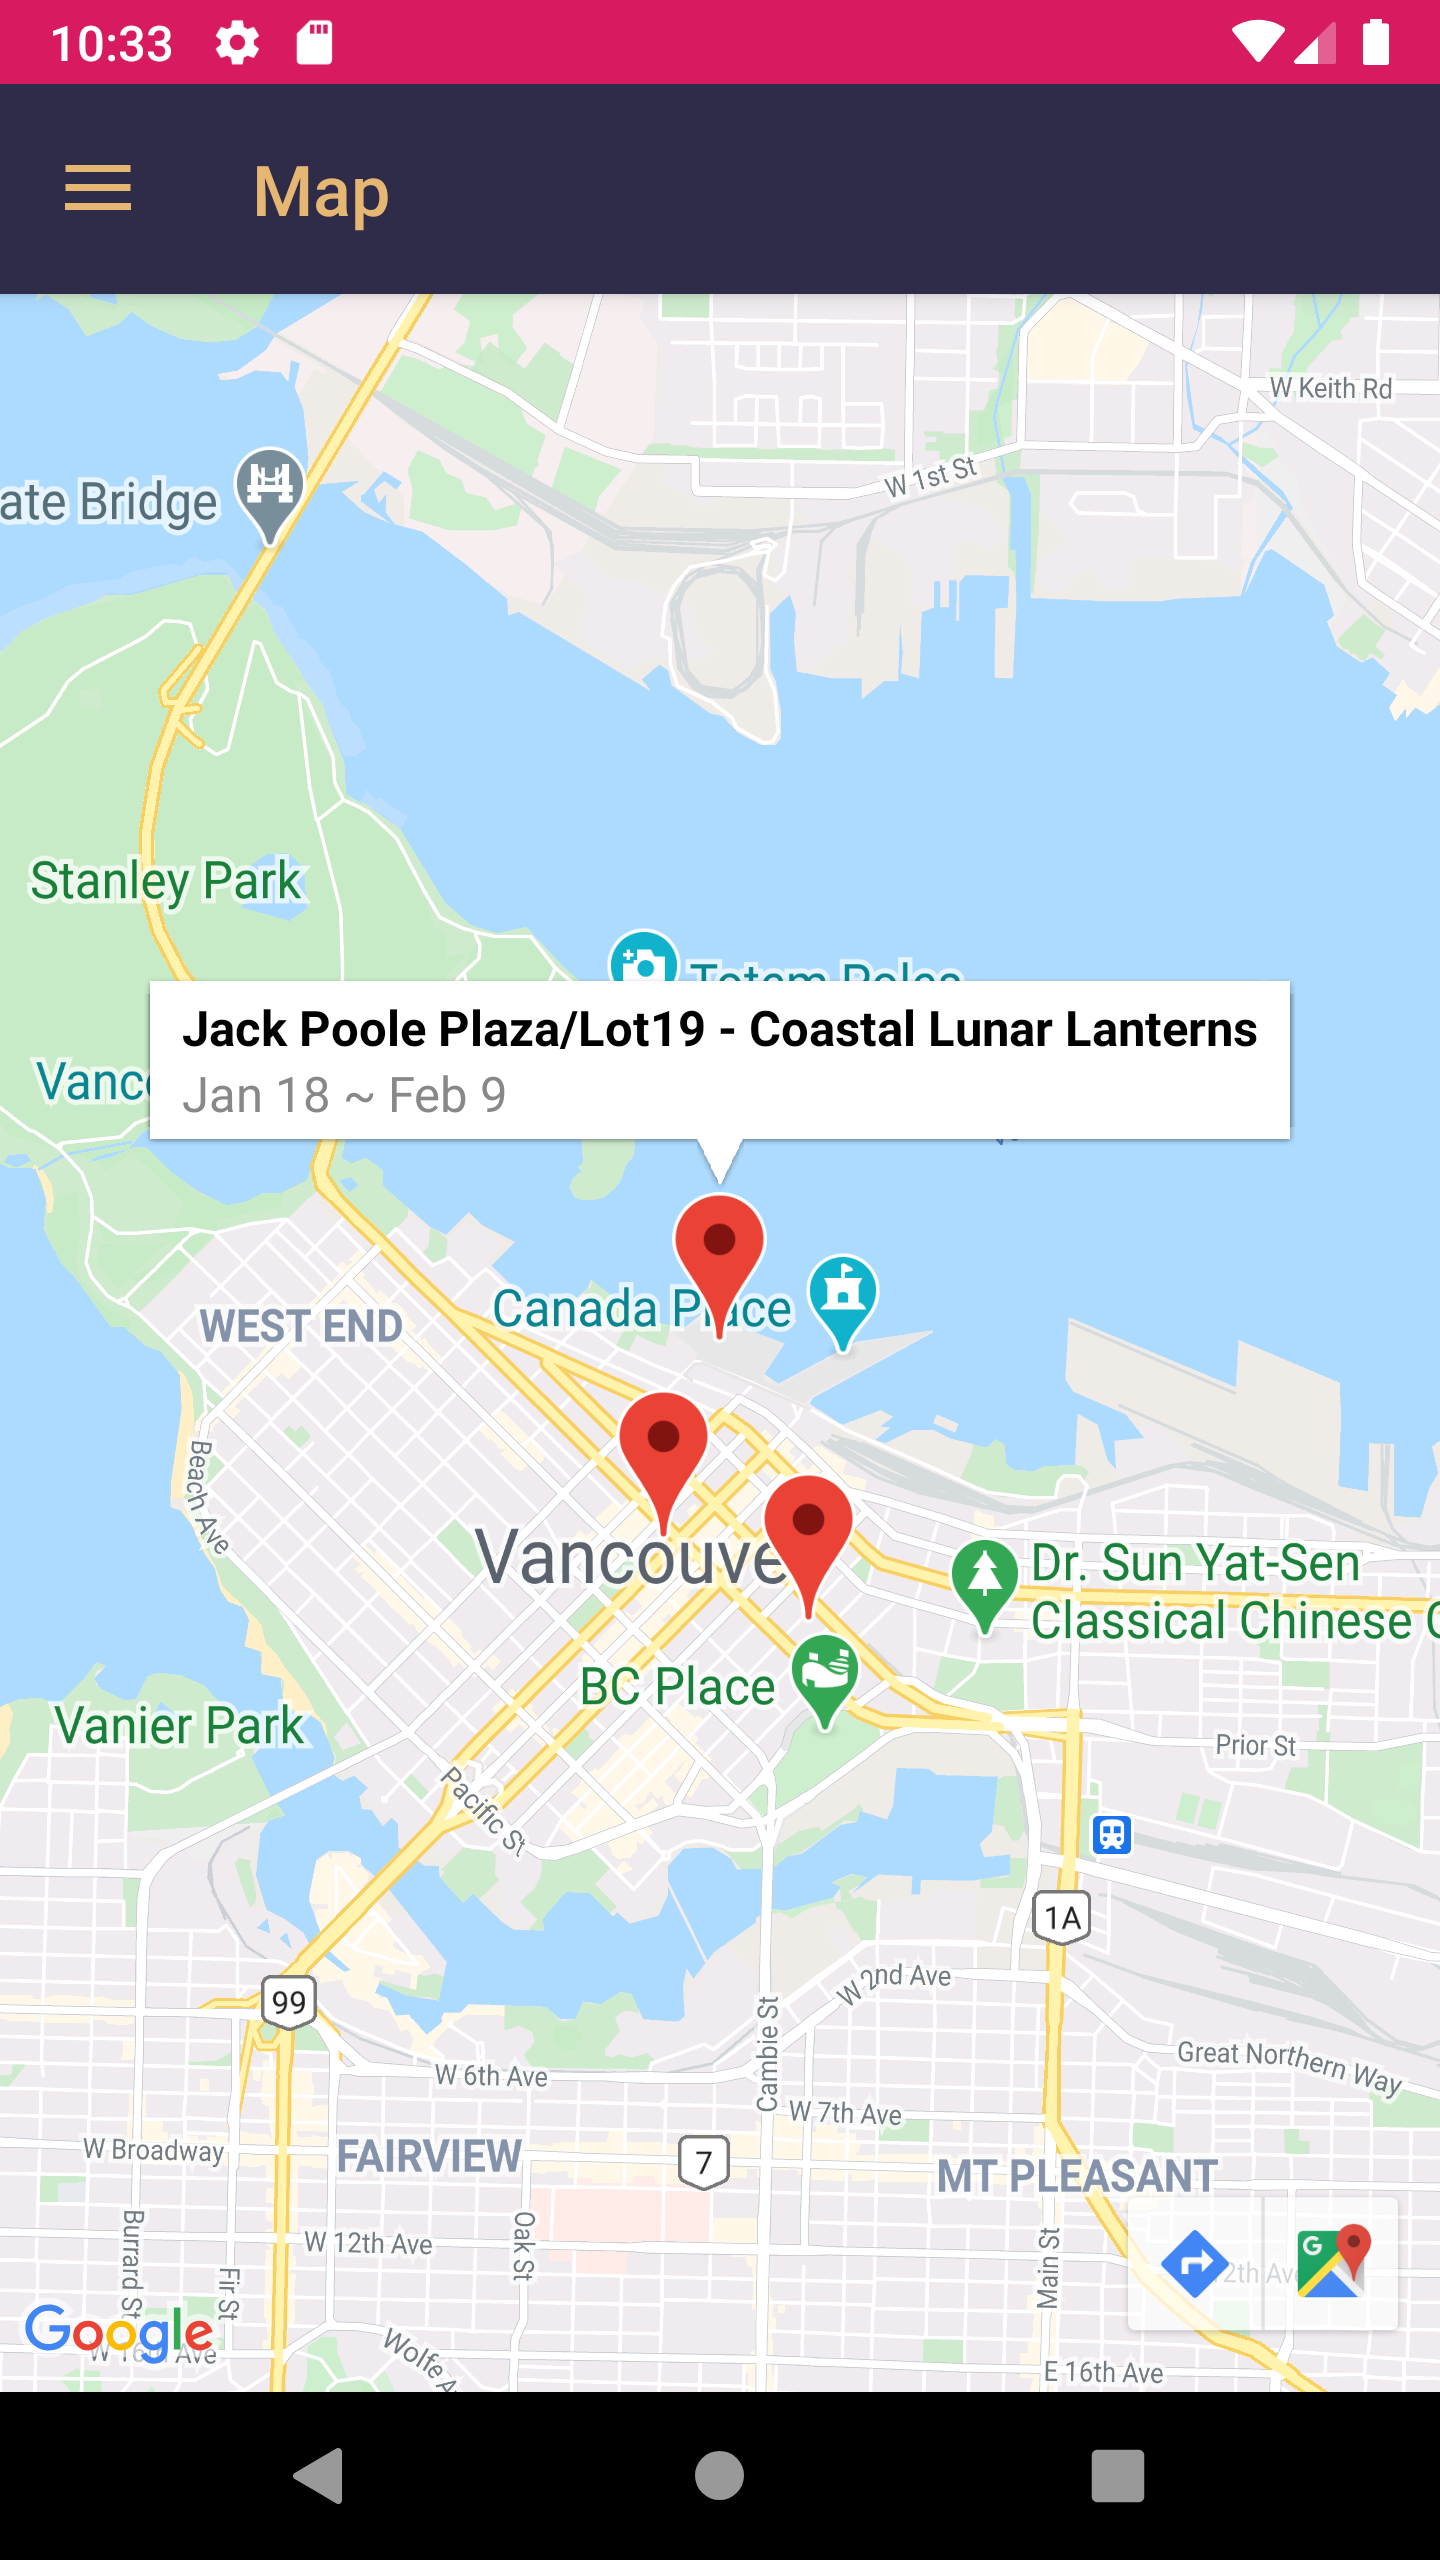 10:33
Map
W Keith Rd
W 1st St
ate Bridge
Stanley Park
Totem Poles
Jack Poole Plaza/Lot19 - Coastal Lunar Lanterns
Vanc
Jan 18 ~ Feb 9
Canada Place
WEST END
Beach Ave
Vancouve
Dr. Sun Yat-Sen
Classical Chinese
BC Place
Vanier Park
Prior St
Pacific St
1A
W 2nd Ave
99
Cambie St
Great Northern Way
W 6th Ave
W 7th Ave
W Broadway
FAIRVIEW
7
MT PLEASANT
Burrard St
Fir St
W 12th Ave
Oak St
Main St
2th Av
G
Google
W 16th Ave
Wolfe A
E 16th Ave